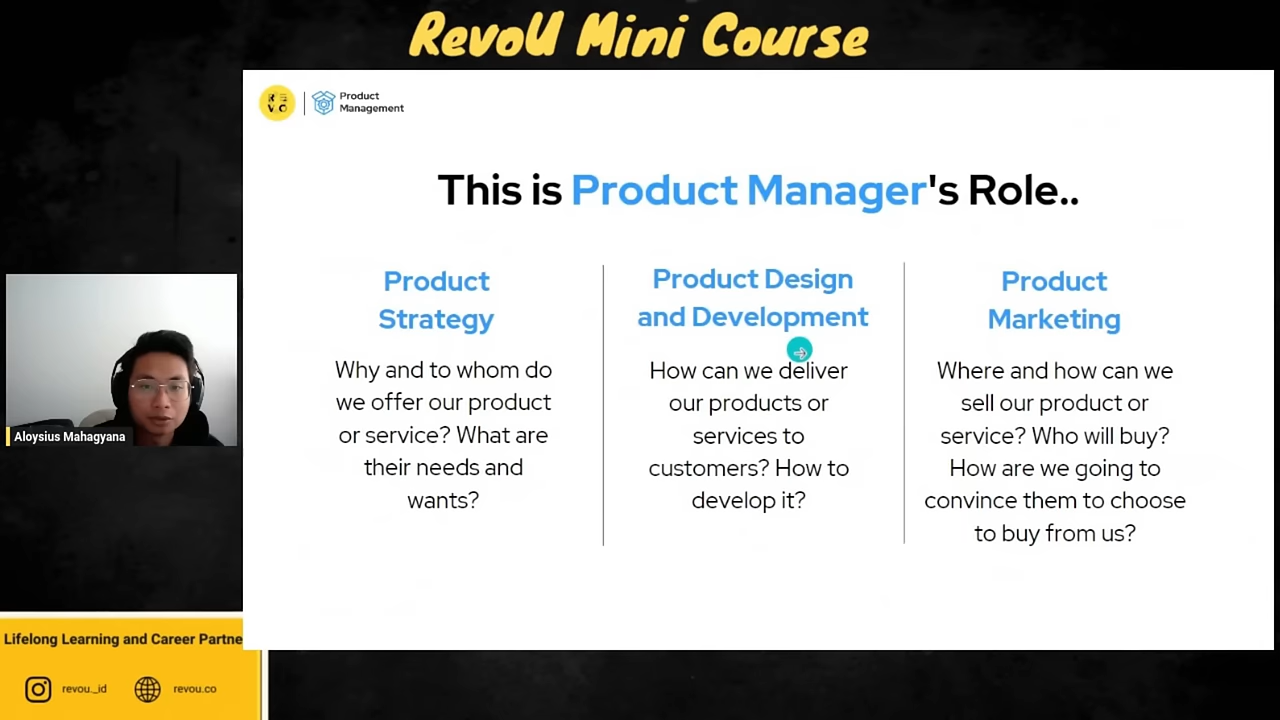 RevoU Mini Course
RE
VO
Product
Management
This is Product Manager's Role..
Product
Strategy
Why and to whom do
we offer our product
or service? What are
their needs and
wants?
Product Design
and Development
How can we deliver
our products or
services to
customers? How to
develop it?
Product
Marketing
Where and how can we
sell our product or
service? Who will buy?
How are we going to
convince them to choose
to buy from us?
Aloysius Mahagyana
Lifelong Learning and Career Partne
revou._id
revou.co